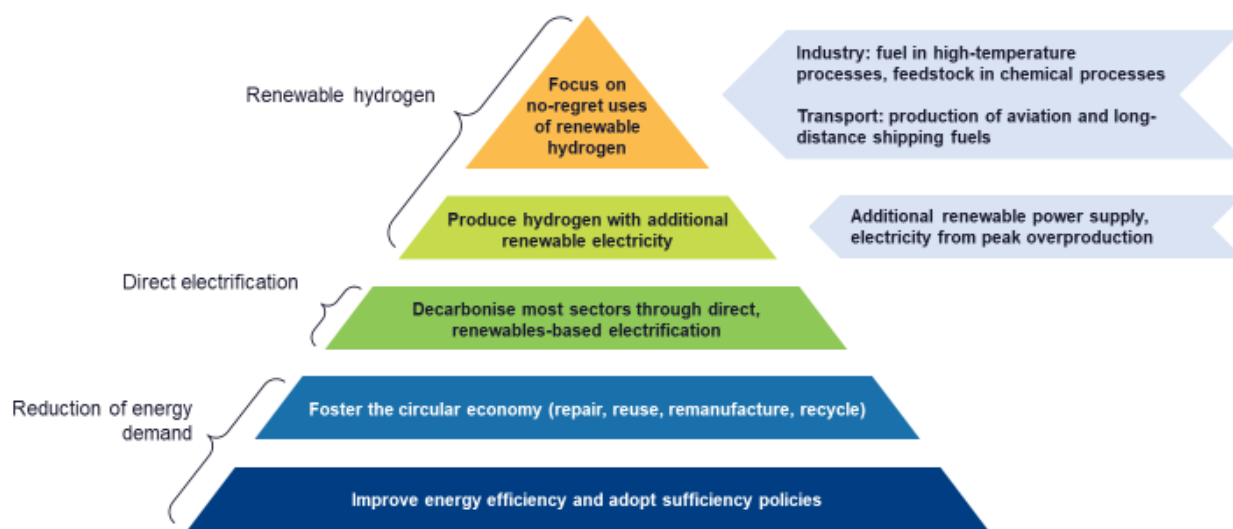 Renewable hydrogen
Focus on
no-regret uses
of renewable
hydrogen
Industry: fuel in high-temperature
processes, feedstock in chemical processes
Transport: production of aviation and long-
distance shipping fuels
Produce hydrogen with additional
renewable electricity
Additional renewable power supply,
electricity from peak overproduction
Direct electrification
Decarbonise most sectors through direct,
renewables-based electrification
Reduction of energy
demand
Foster the circular economy (repair, reuse, remanufacture, recycle)
Improve energy efficiency and adopt sufficiency policies